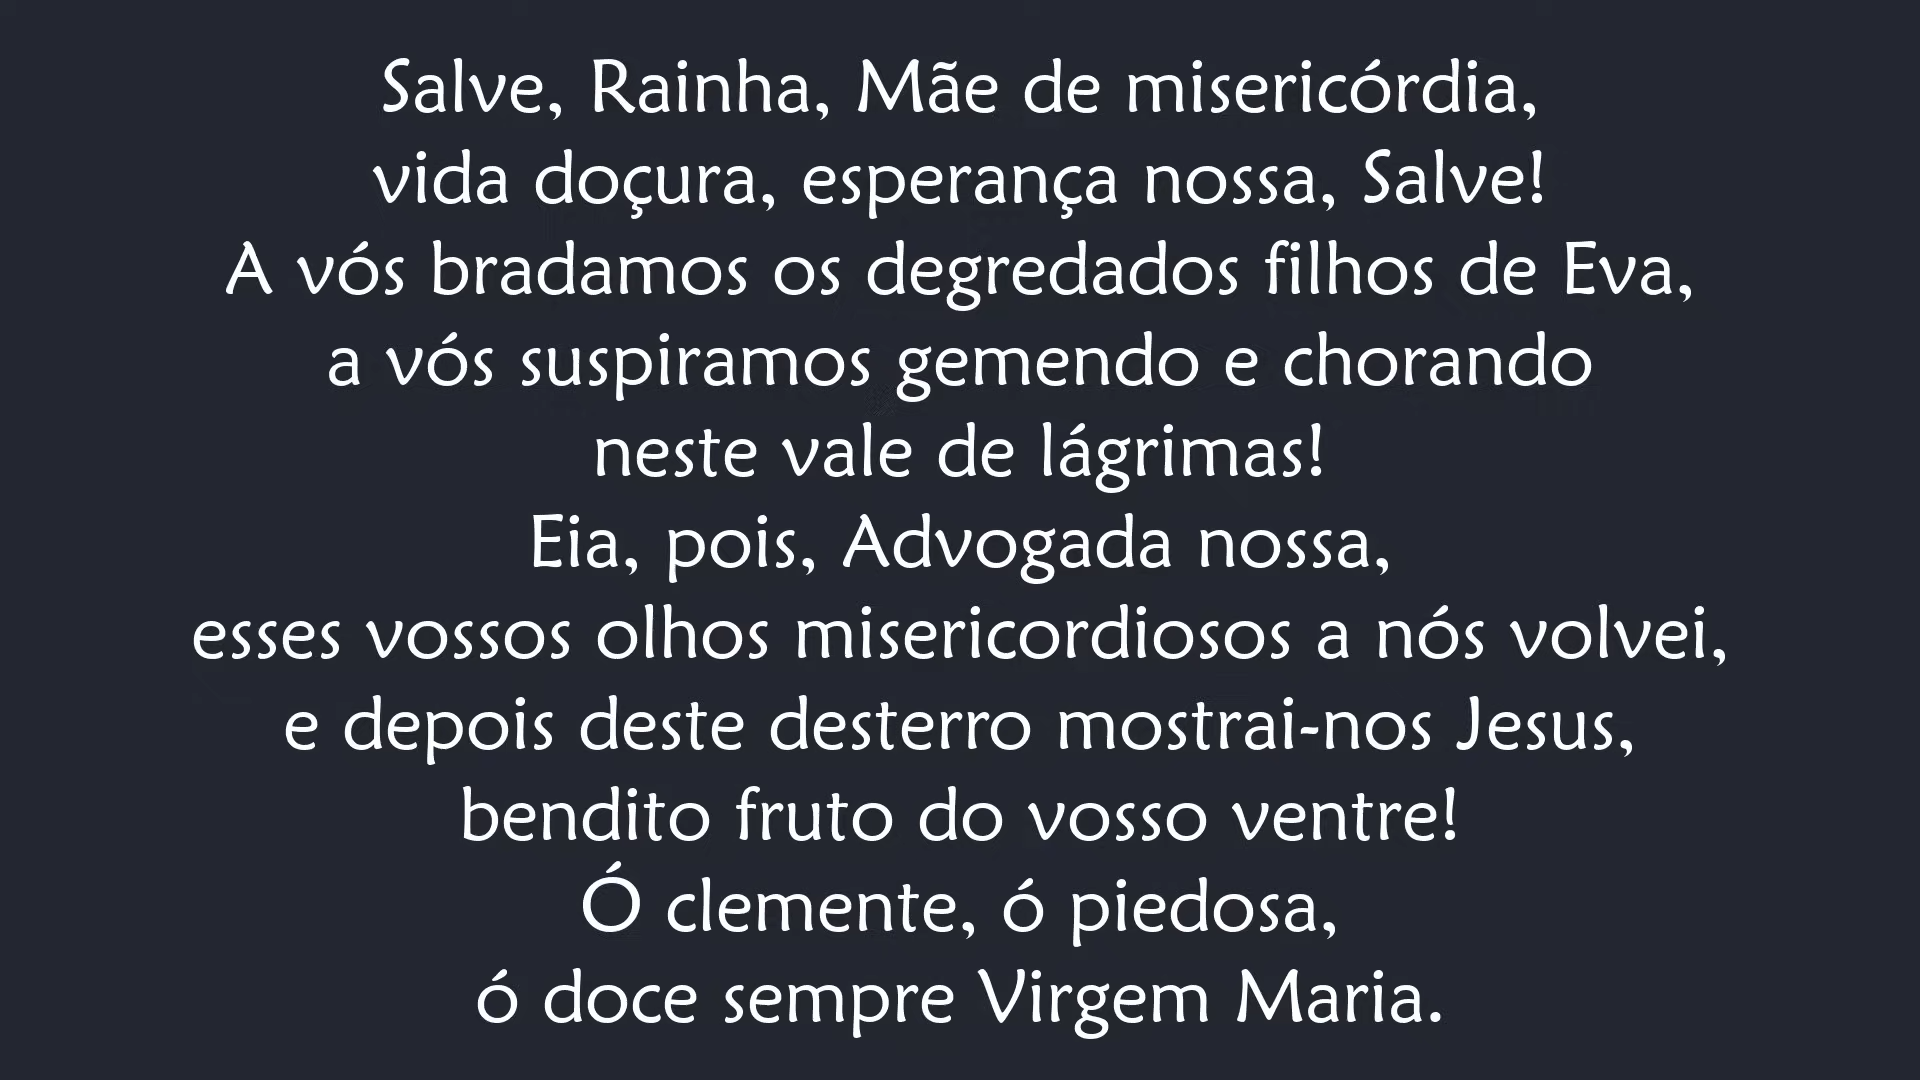 Salve, Rainha, Mãe de misericórdia,
vida doçura, esperança nossa, Salve!
A vós bradamos os degredados filhos de Eva,
a vós suspiramos gemendo e chorando
neste vale de lágrimas!
Eia, pois, Advogada nossa,
esses vossos olhos misericordiosos a nós volvei,
e depois deste desterro mostrai-nos Jesus,
bendito fruto do vosso ventre!
Ó clemente, ó piedosa,
ó doce sempre Virgem Maria.